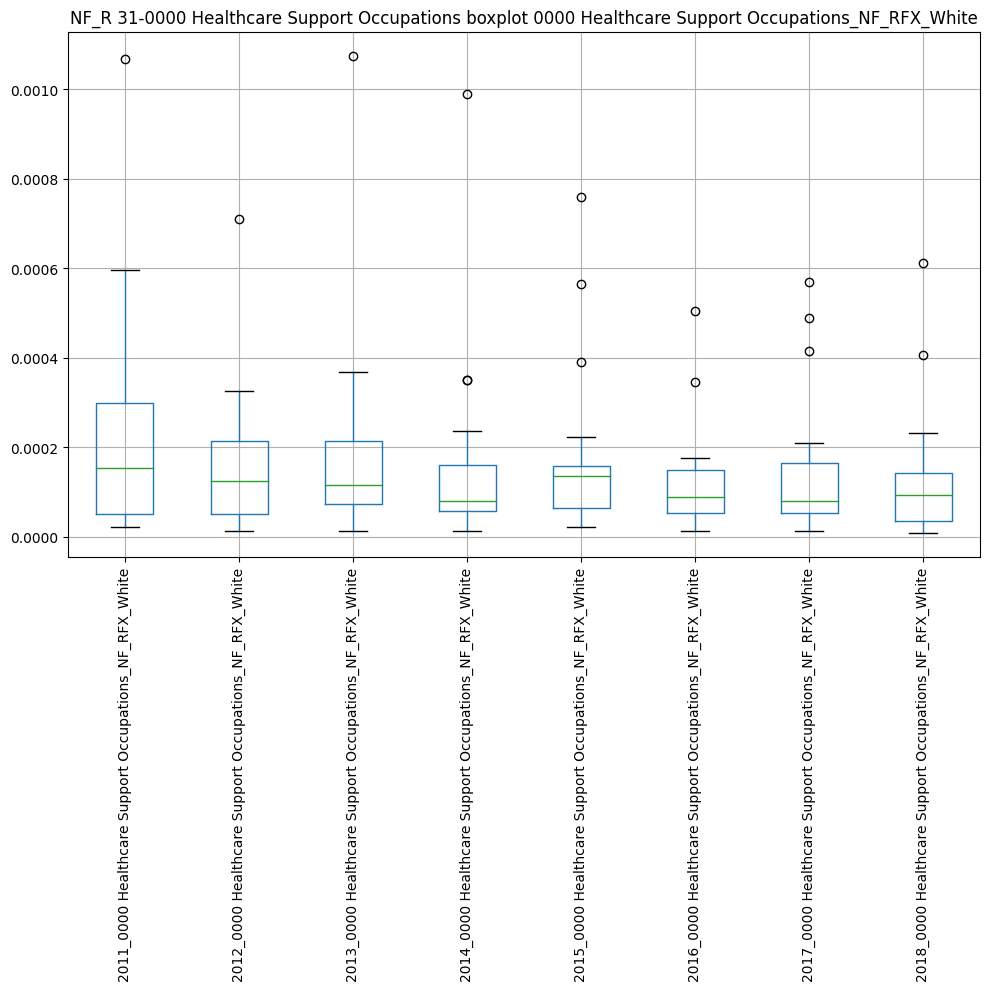 NF_R 31-0000 Healthcare Support Occupations boxplot 0000 Healthcare Support Occupations_NF_RFX_White
0.0010
0.0008
0.0006
0.0004
0.0002
0.0000
2011_0000 Healthcare Support Occupations_NF_RFX_White
2012_0000 Healthcare Support Occupations_NF_RFX_White
2013_0000 Healthcare Support Occupations_NF_RFX_White
2014_0000 Healthcare Support Occupations_NF_RFX_White
2015_0000 Healthcare Support Occupations_NF_RFX_White
2016_0000 Healthcare Support Occupations_NF_RFX_White
2017_0000 Healthcare Support Occupations_NF_RFX_White
2018_0000 Healthcare Support Occupations_NF_RFX_White